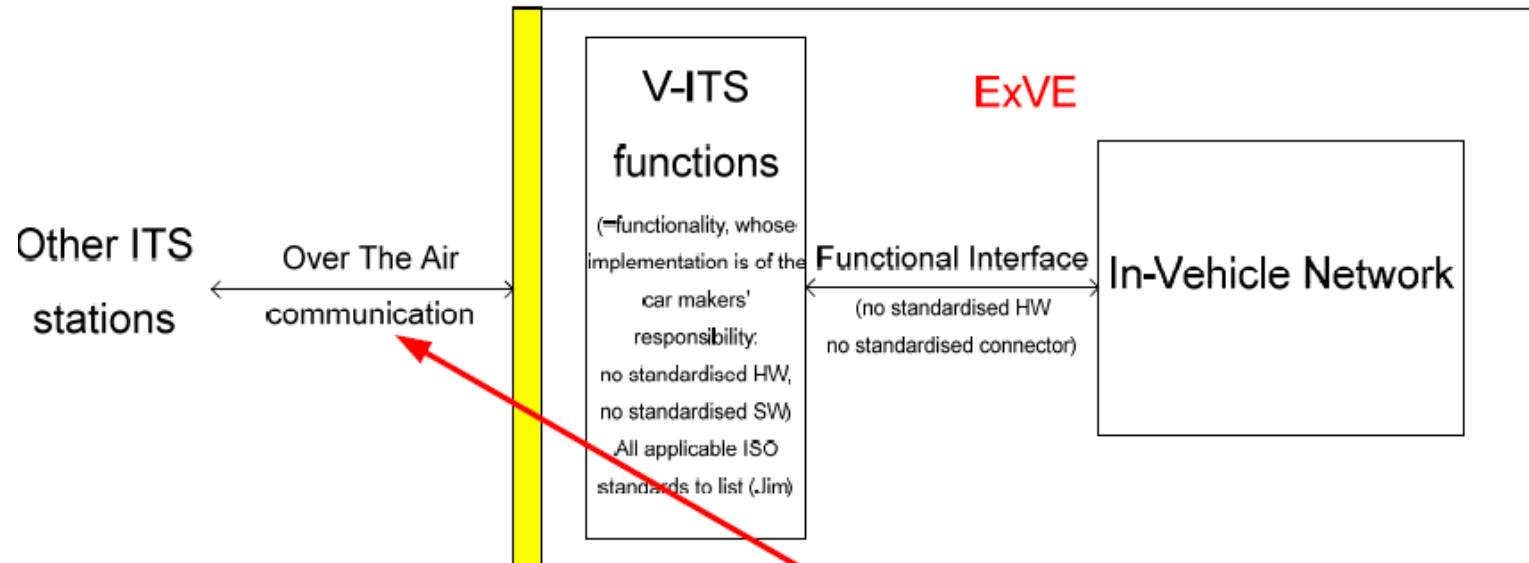 Other ITS
stations
Over The Air
communication
V-ITS
functions
(=functionality, whose
implementation is of the
car makers'
responsibility:
no standardised HW,
no standardised SW)
All applicable ISO
standards to list (Jim)
ExVE
Functional Interface
(no standardised HW
no standardised connector)
In-Vehicle Network